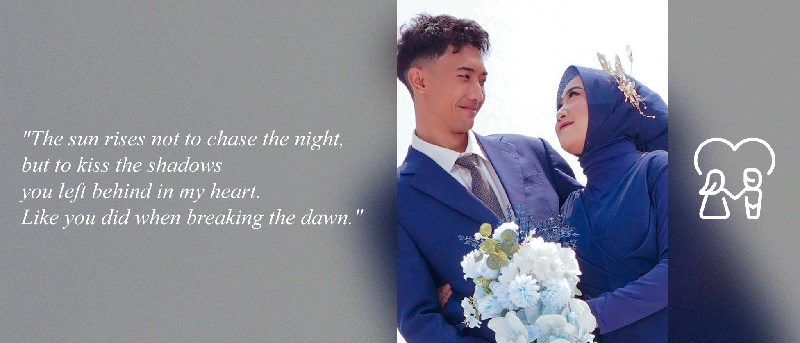 "The sun rises not to chase the night,
but to kiss the shadows
you left behind in my heart.
Like you did when breaking the dawn."